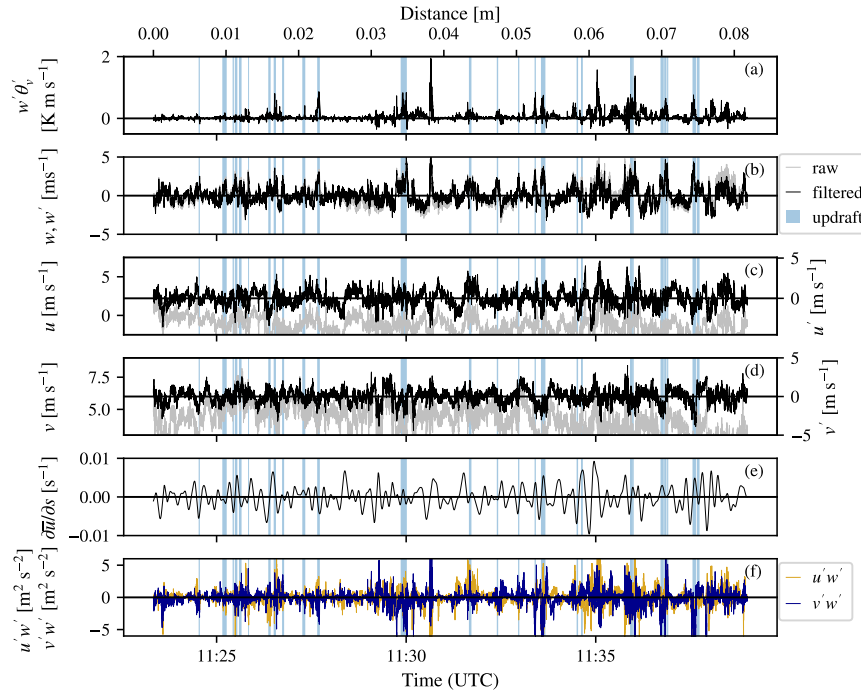 Distance [m]
0.00 0.01 0.02 0.03 0.04 0.05 0.06 0.07 0.08
(a)
2
0
w′θ′v
[K m s⁻¹]
(b)
5
0
−5
w, w′ [ms⁻¹]
raw
filtered
updraft
(c)
5
0
u [m s⁻¹]
5
0
u′ [m s⁻¹]
(d)
7.5
5.0
v [m s⁻¹]
5
0
−5
v′ [m s⁻¹]
(e)
0.01
0.00
−0.01
∂u̅/∂s [s⁻¹]
(f)
5
0
−5
u′w′ [m² s⁻²]
v′w′ [m² s⁻²]
u′w′
v′w′
11:25 11:30 11:35
Time (UTC)